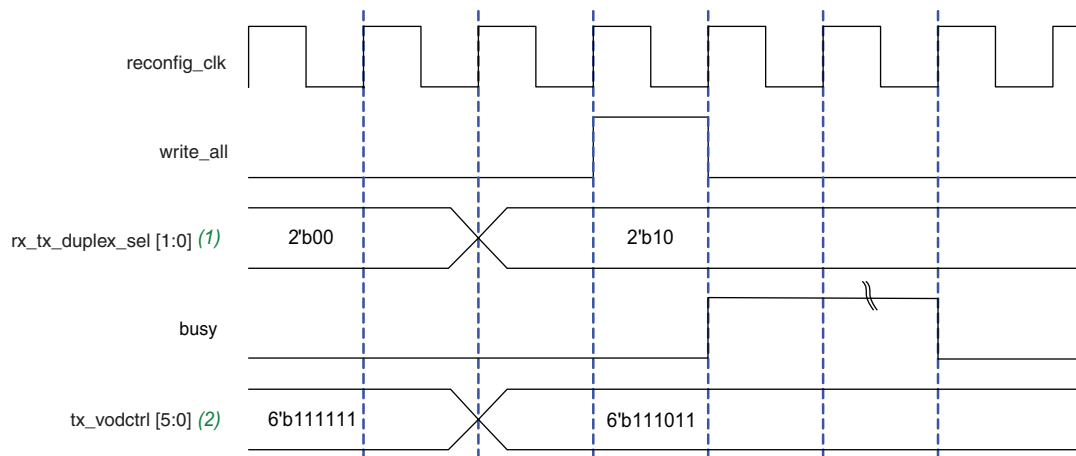 reconfig_clk
write_all
rx_tx_duplex_sel [1:0] (1) 2'b00 2'b10
busy
tx_vodctrl [5:0] (2) 6'b111111 6'b111011